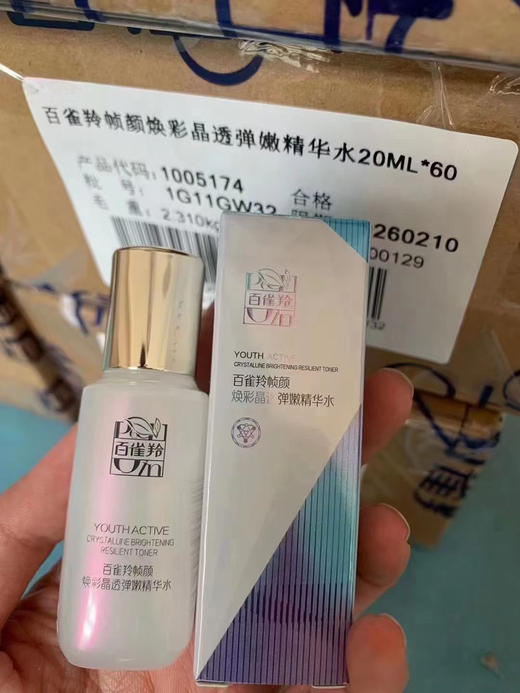 百雀羚帧颜焕彩晶透弹嫩精华水20ML*60
产品代码: 1005174
批 号: 1G11GW32
毛 重: 2.310kg
合格
260210
00129
32
百雀羚
YOUTH ACTIVE
CRYSTALLINE BRIGHTENING RESILIENT TONER
百雀羚帧颜
焕彩晶透弹嫩精华水
百雀羚
YOUTH ACTIVE
CRYSTALLINE BRIGHTENING
RESILIENT TONER
百雀羚帧颜
焕彩晶透弹嫩精华水